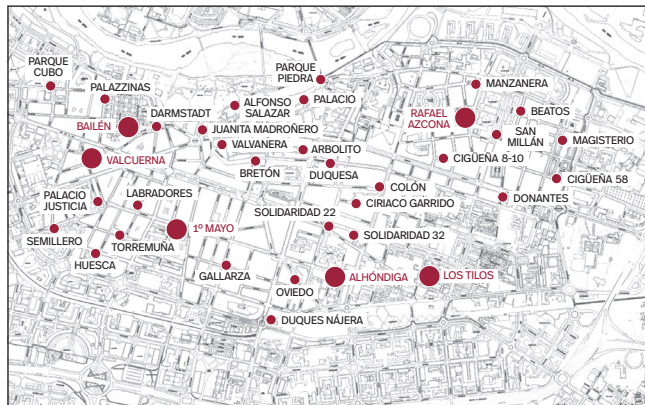 PARQUE
CUBO
PALAZZINAS
BAILÉN
DARMSTADT
VALCUERNA
ALFONSO
SALAZAR
PARQUE
PIEDRA
PALACIO
JUANITA MADROÑERO
VALVANERA
BRETÓN
ARBOLITO
DUQUESA
MANZANERA
RAFAEL
AZCONA
BEATOS
SAN
MILLÁN
MAGISTERIO
CIGÜEÑA 8-10
CIGÜEÑA 58
DONANTES
COLÓN
CIRIACO GARRIDO
PALACIO
JUSTICIA
LABRADORES
SEMILLERO
TORREMUÑA
HUESCA
1º MAYO
SOLIDARIDAD 22
SOLIDARIDAD 32
GALLARZA
OVIEDO
ALHÓNDIGA
LOS TILOS
DUQUES NÁJERA